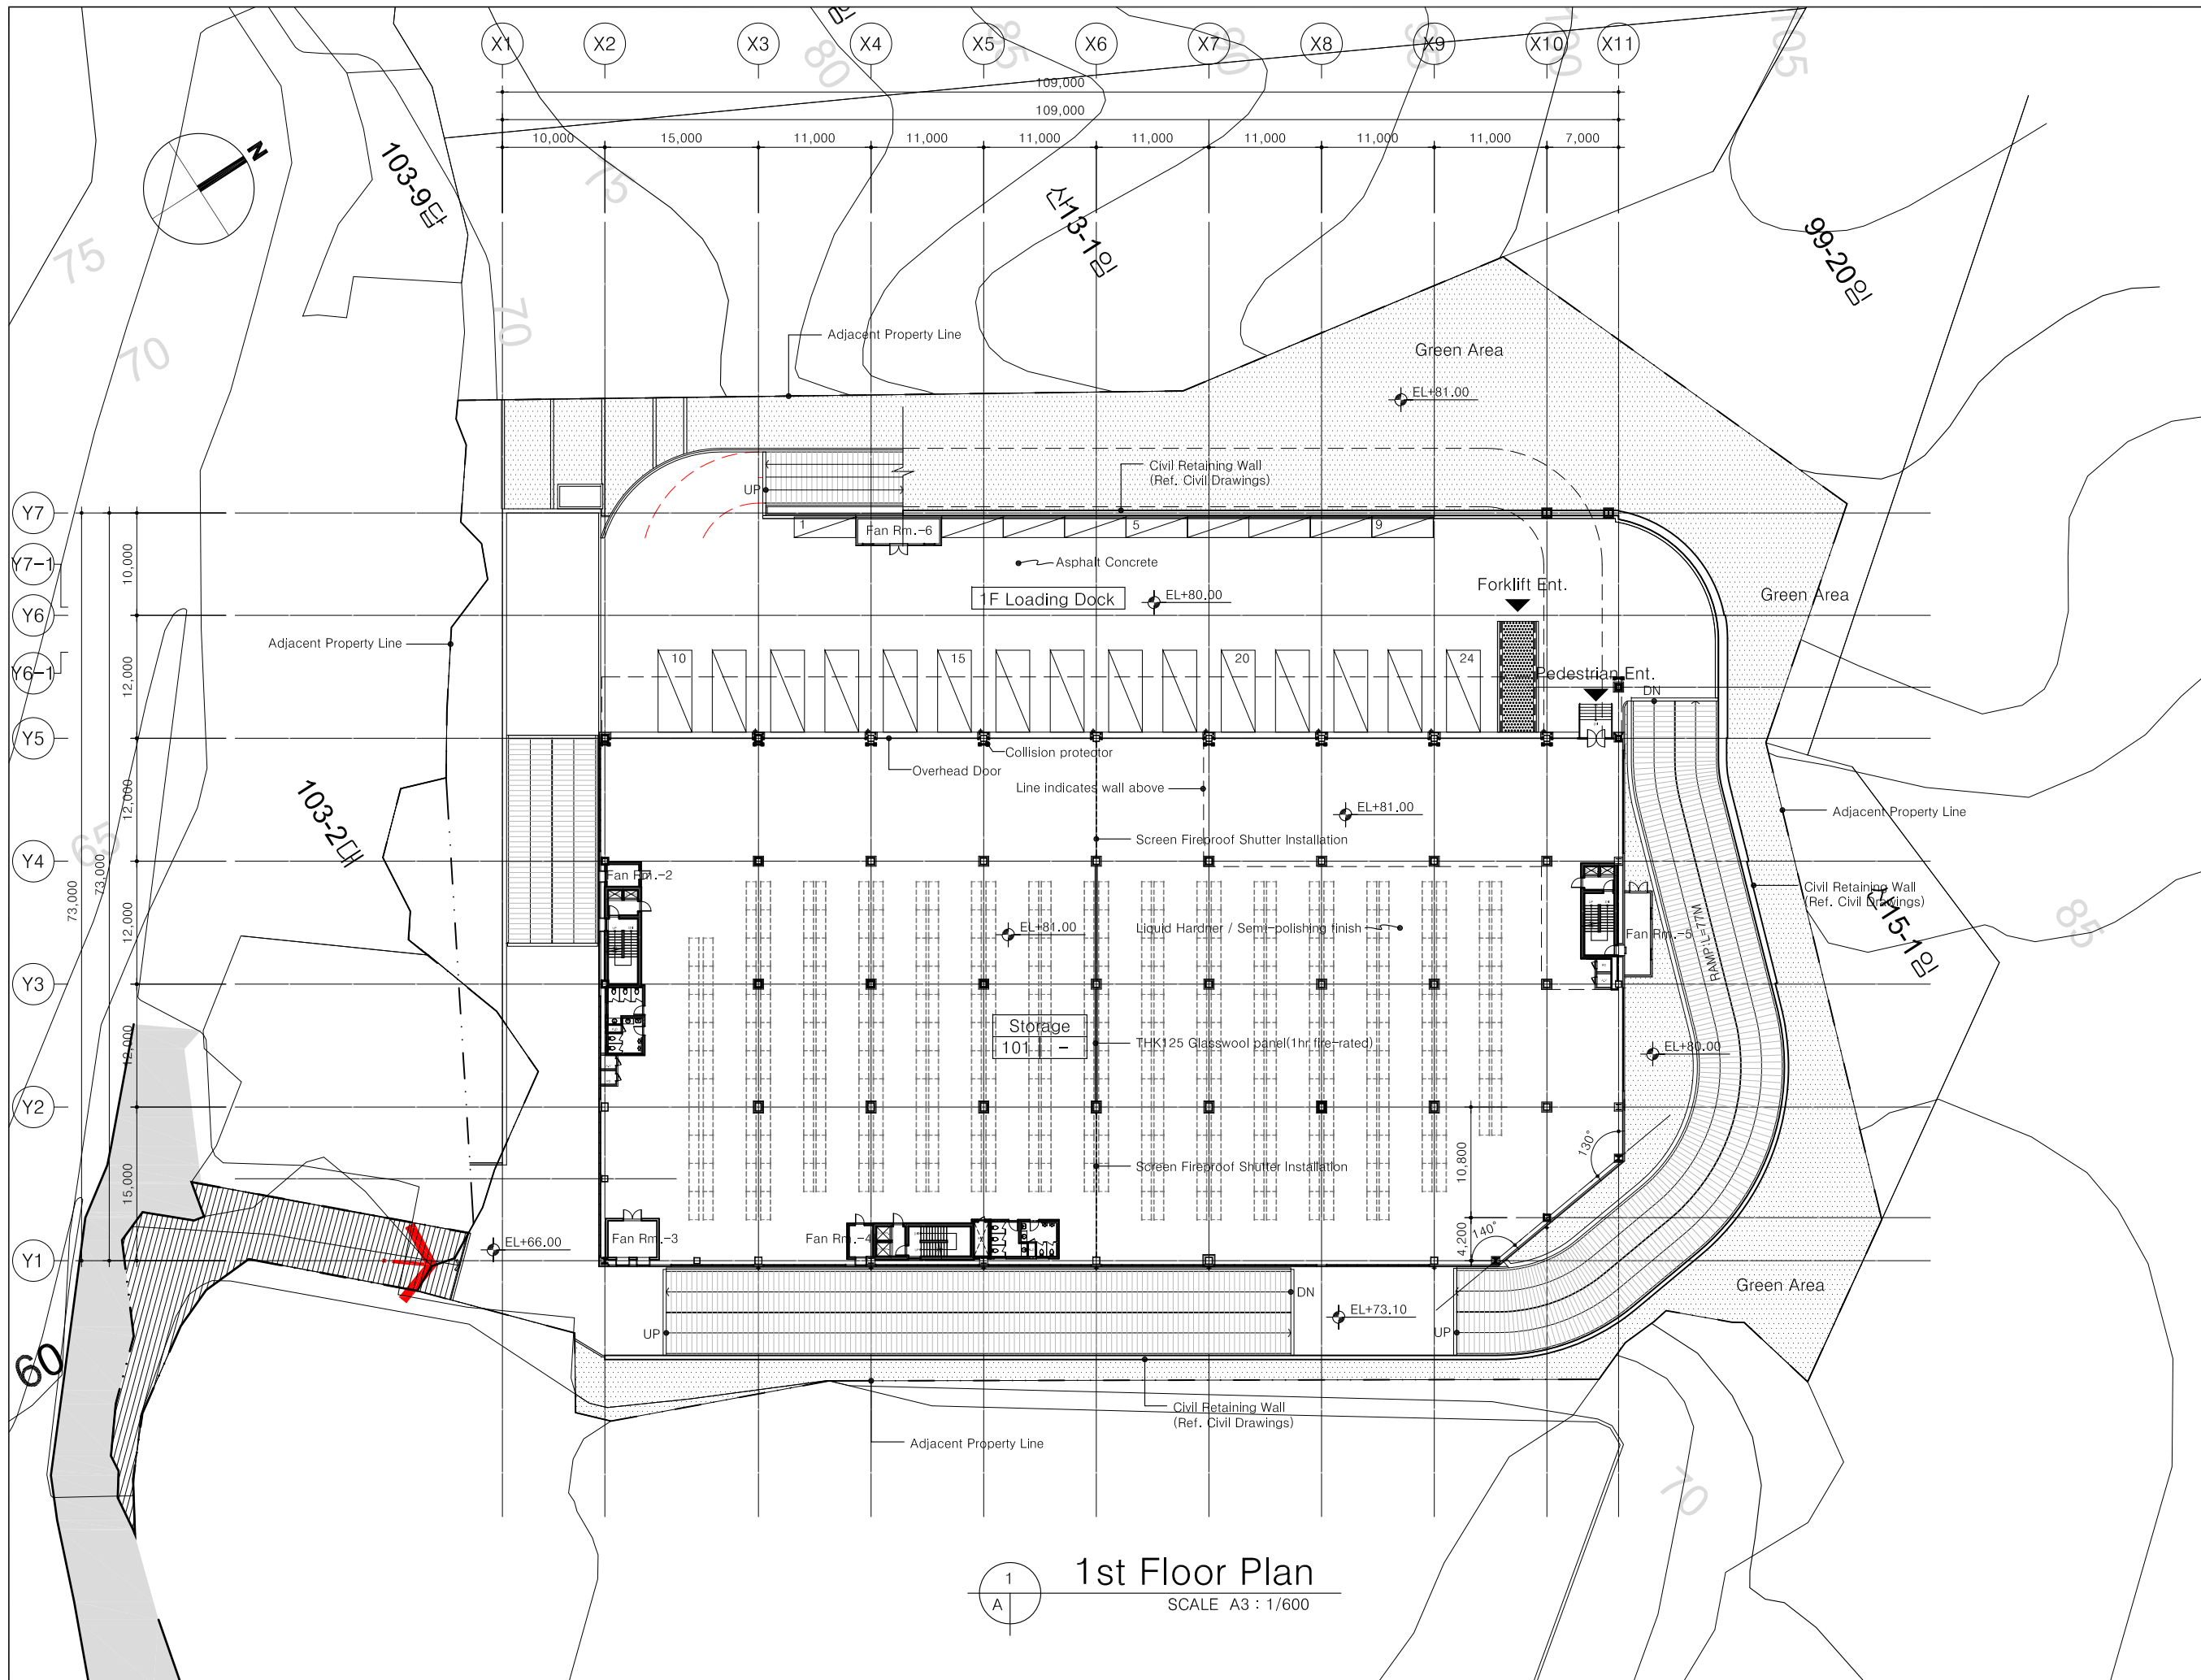 X1 X2 X3 X4 X5 X6 X7 X8 X9 X10 X11
80 85 90 95 100 105
109,000
109,000
10,000 15,000 11,000 11,000 11,000 11,000 11,000 11,000 11,000 7,000
N
103-9답
산13-1임
99-20임
75
75
70
70
Adjacent Property Line
Green Area
EL+81.00
Civil Retaining Wall
(Ref. Civil Drawings)
UP
Y7
Y7-1
Y6
Y6-1
Y5
Y4
Y3
Y2
Y1
10,000
12,000
12,000
12,000
12,000
15,000
73,000
73,000
1
Fan Rm.-6
5
9
Asphalt Concrete
1F Loading Dock
EL+80.00
Forklift Ent.
Green Area
Adjacent Property Line
10
15
20
24
Pedestrian Ent.
DN
Collision protector
Overhead Door
Line indicates wall above
EL+81.00
Adjacent Property Line
103-2대
65
Screen Fireproof Shutter Installation
Fan Rm.-2
Civil Retaining Wall
(Ref. Civil Drawings)
산15-1임
85
EL+81.00
Liquid Hardner / Semi-polishing finish
Fan Rm.-5
RAMP:L=77M
Storage
101 -
THK125 Glasswool panel(1hr fire-rated)
EL+80.00
Screen Fireproof Shutter Installation
10,800
4,200
130°
140°
Fan Rm.-3
Fan Rm.-4
EL+66.00
DN
EL+73.10
UP
UP
Green Area
60
Civil Retaining Wall
(Ref. Civil Drawings)
Adjacent Property Line
70
1
A
1st Floor Plan
SCALE A3 : 1/600